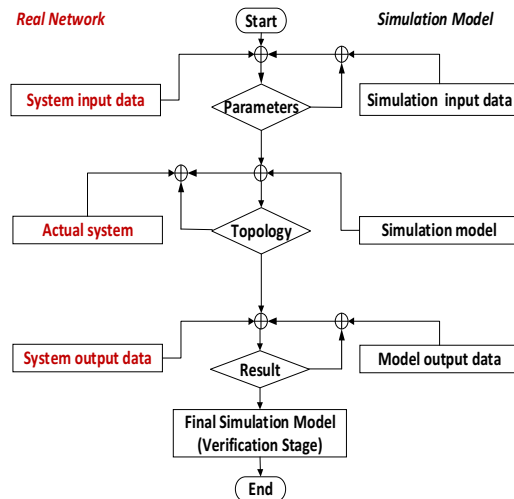 Real Network
Start
Simulation Model
System input data
Parameters
Simulation input data
Actual system
Topology
Simulation model
System output data
Result
Model output data
Final Simulation Model
(Verification Stage)
End